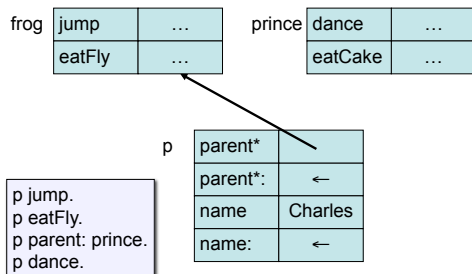 frog jump … prince dance …
eatFly … eatCake …
p parent*
parent*: ←
name Charles
name: ←
p jump.
p eatFly.
p parent: prince.
p dance.